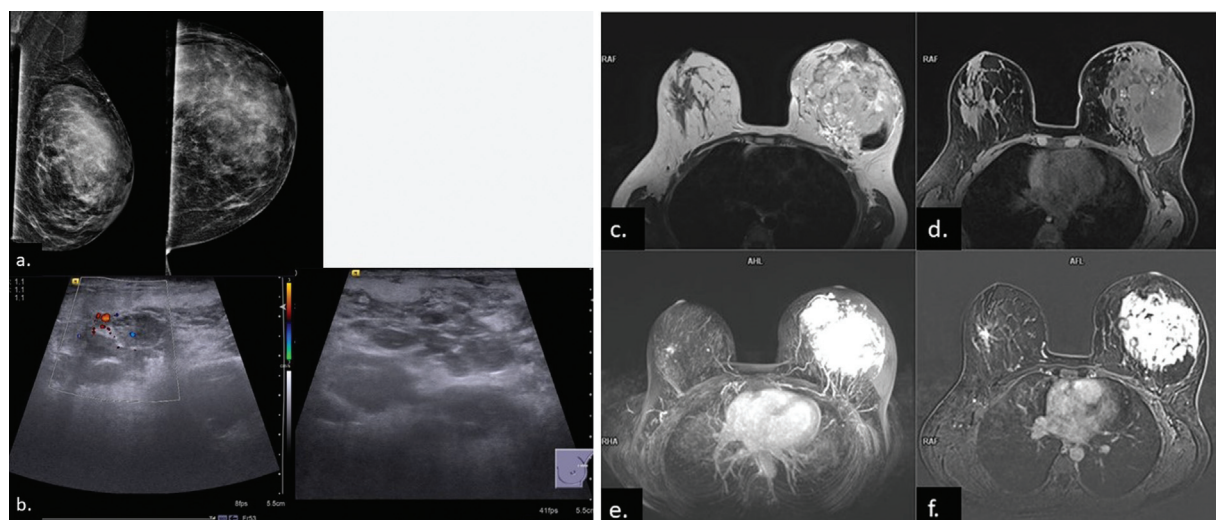 a.
1.1
1.1
1.1
b.
8fps
5.5cm
41fps
5.5cm
RAF
c.
RAF
d.
AHL
RHA
e.
AFL
RAF
f.